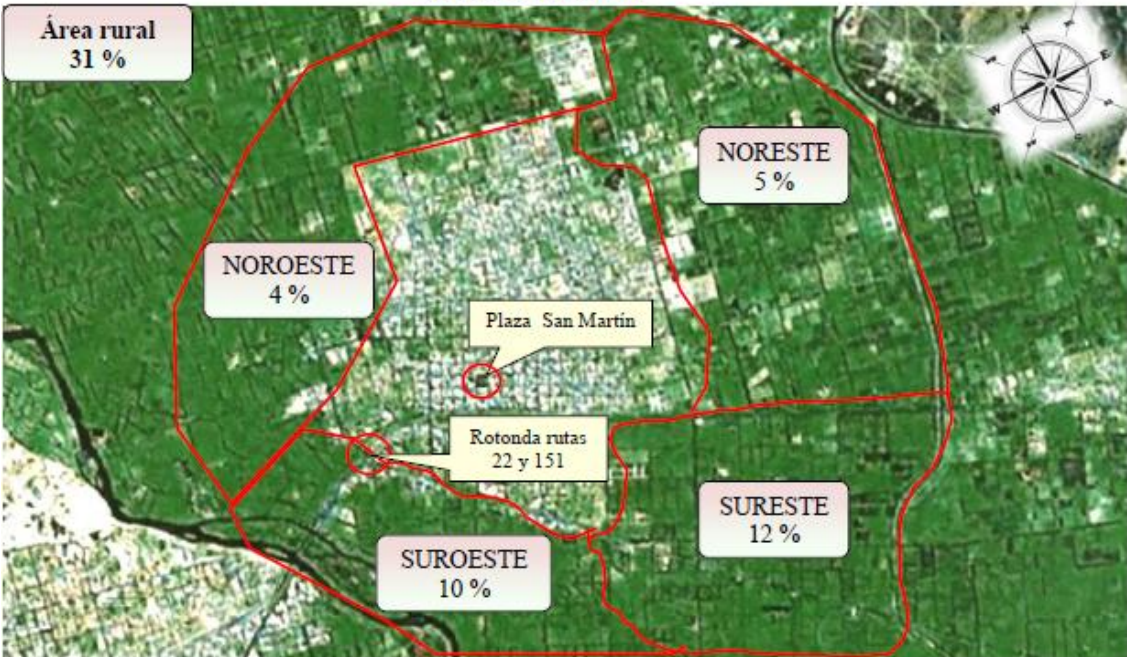 Área rural
31 %
NORESTE
5 %
NOROESTE
4 %
Plaza San Martín
Rotonda rutas
22 y 151
SURESTE
12 %
SUROESTE
10 %
N
E
W
S